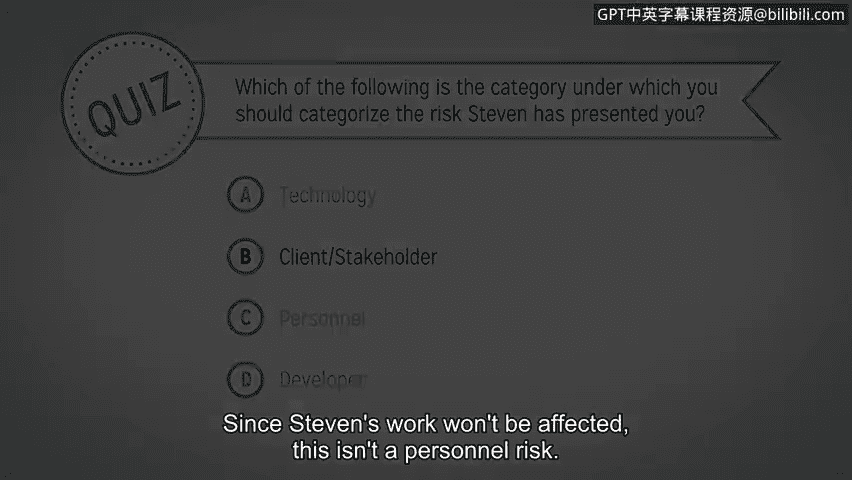 GPT中英字幕课程资源@bilibili.com
QUIZ
Which of the following is the category under which you
should categorize the risk Steven has presented you?
A Technology
B Client/Stakeholder
C Personnel
D Developer
Since Steven's work won't be affected,
this isn't a personnel risk.